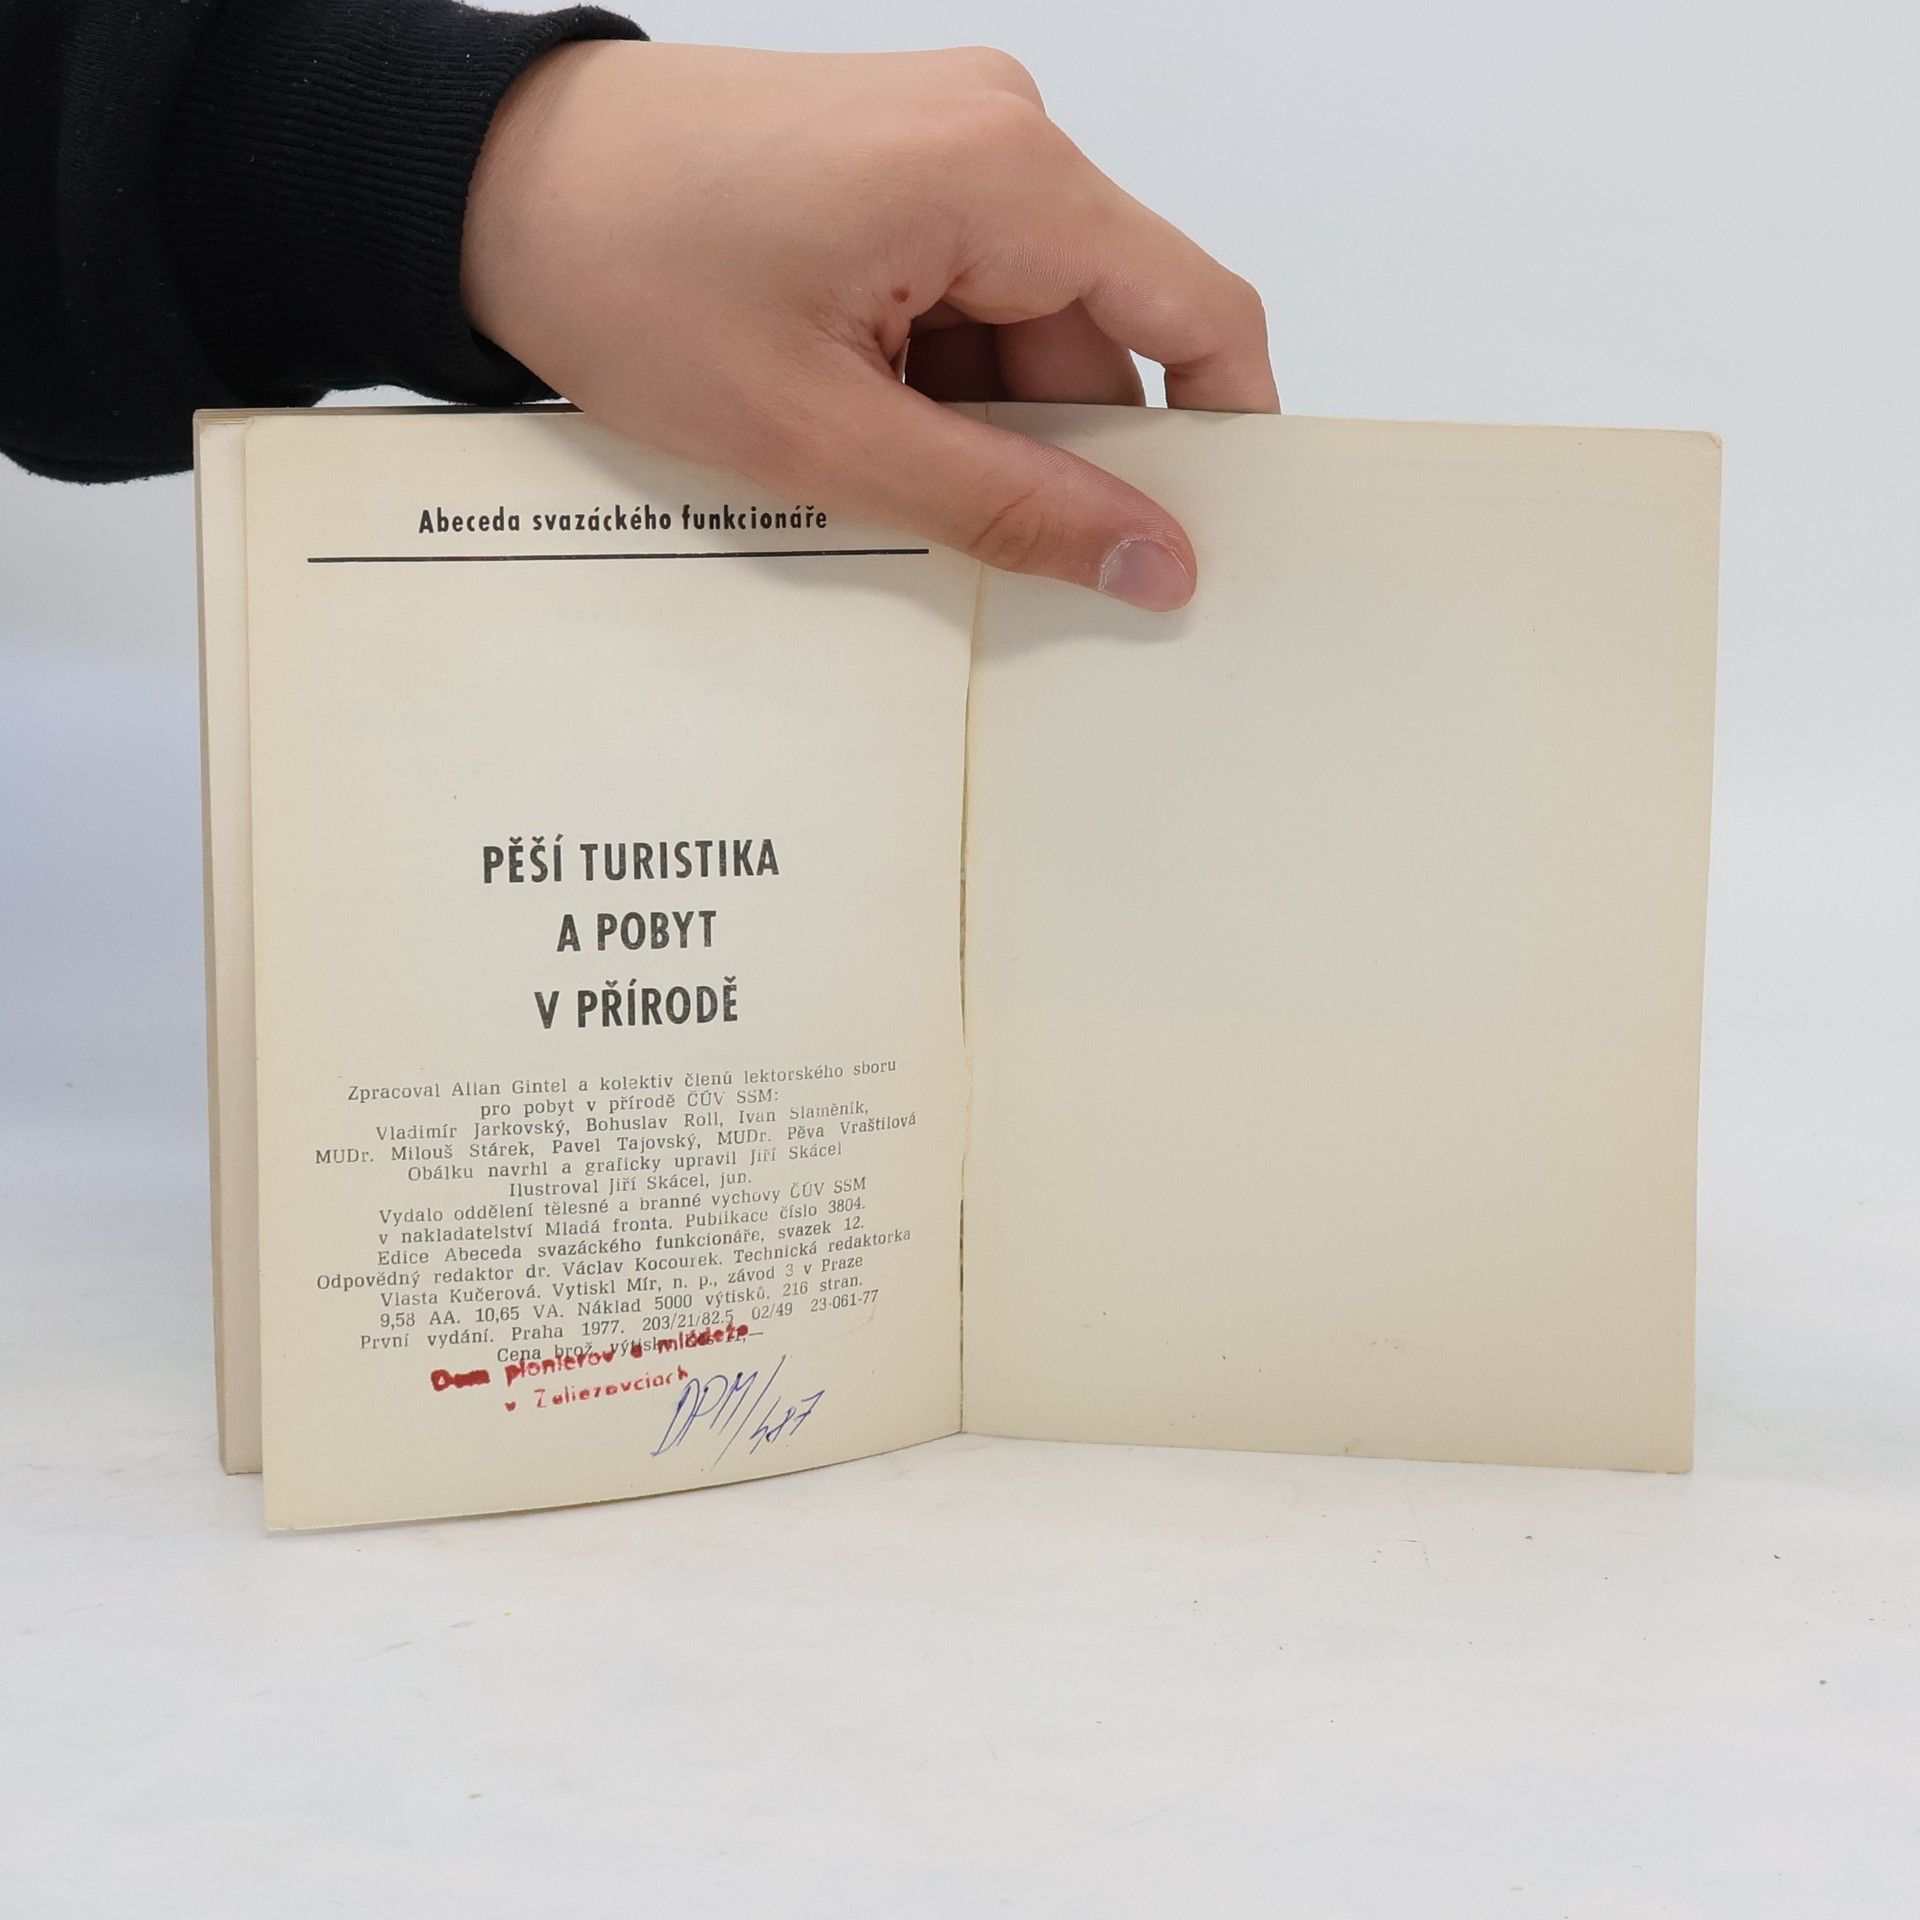 Abeceda svazáckého funkcionáře
PĚŠÍ TURISTIKA
A POBYT
V PŘÍRODĚ
Zpracoval Allan Gintel a kolektiv členů lektorského sboru
pro pobyt v přírodě ČÚV SSM:
Vladimír Jarkovský, Bohuslav Roll, Ivan Slaměník,
MUDr. Milouš Stárek, Pavel Tajovský, MUDr. Pěva Vraštilová
Obálku navrhl a graficky upravil Jiří Skácel
Ilustroval Jiří Skácel, jun.
Vydalo oddělení tělesné a branné výchovy ČÚV SSM
v nakladatelství Mladá fronta. Publikace číslo 3804.
Edice Abeceda svazáckého funkcionáře, svazek 12.
Odpovědný redaktor dr. Václav Kocourek. Technická redaktorka
Vlasta Kučerová. Vytiskl Mír, n. p., závod 3 v Praze
9,58 AA. 10,65 VA. Náklad 5000 výtisků. 216 stran.
První vydání. Praha 1977. 203/21/82.5 02/49 23-061-77
Cena brož. výtisku Kčs 11,—
Dom pionierov a mládeže
v Želiezovciach
DPM/487